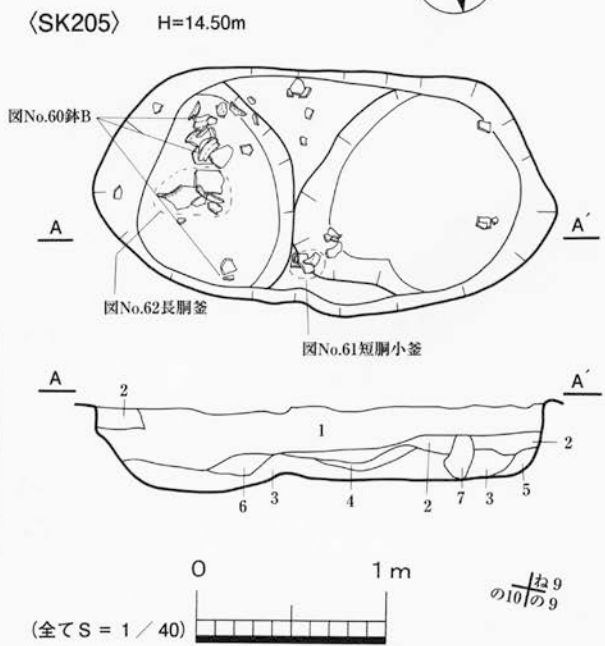 〈SK205〉 H=14.50m
図No.60鉢B
A A′
図No.62長胴釜
図No.61短胴小釜
A A′
2
1
2
6 3 4 2 7 3 5
0 1m
(全てS = 1 / 40)
ね9
の10 の9